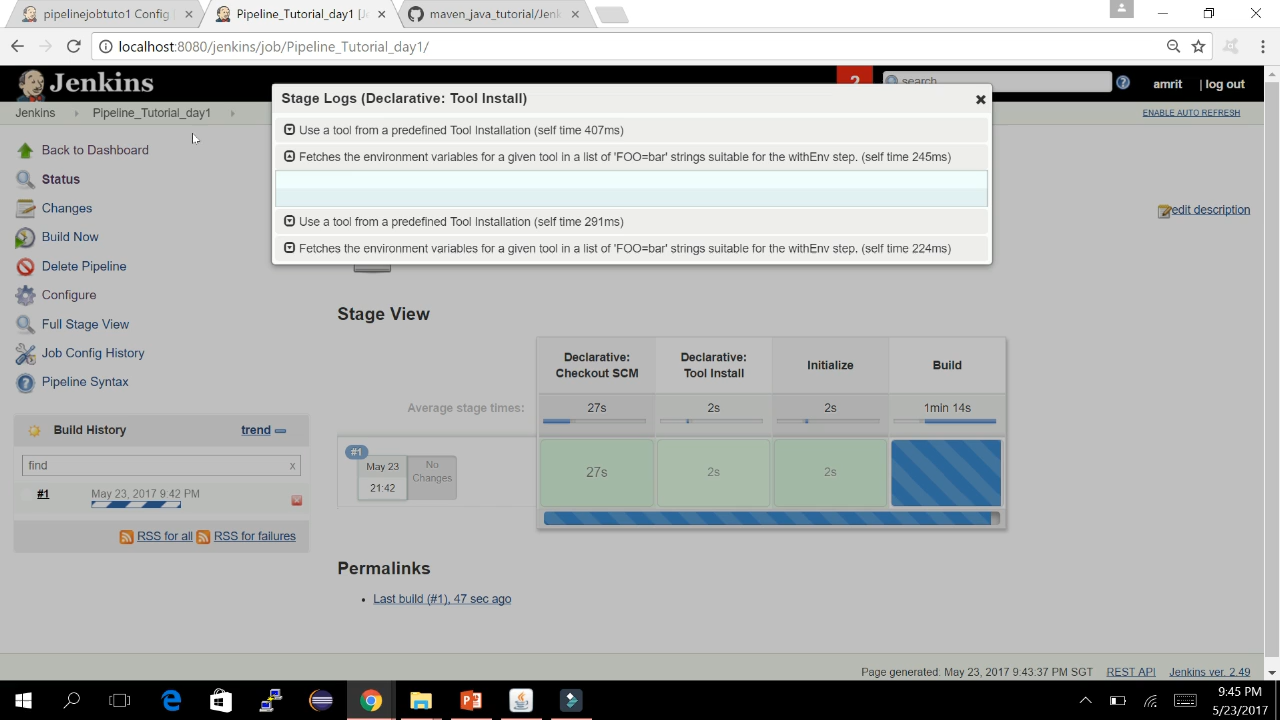 pipelinejobtuto1 Config
Pipeline_Tutorial_day1 [Je
maven_java_tutorial/Jenk
localhost:8080/jenkins/job/Pipeline_Tutorial_day1/
Jenkins
2
search
amrit
| log out
Jenkins
Pipeline_Tutorial_day1
ENABLE AUTO REFRESH
Stage Logs (Declarative: Tool Install)
Use a tool from a predefined Tool Installation (self time 407ms)
Fetches the environment variables for a given tool in a list of 'FOO=bar' strings suitable for the withEnv step. (self time 245ms)
Use a tool from a predefined Tool Installation (self time 291ms)
Fetches the environment variables for a given tool in a list of 'FOO=bar' strings suitable for the withEnv step. (self time 224ms)
Back to Dashboard
Status
Changes
Build Now
Delete Pipeline
Configure
Full Stage View
Job Config History
Pipeline Syntax
edit description
Build History
trend
find
x
#1
May 23, 2017 9:42 PM
RSS for all
RSS for failures
Stage View
Declarative: Checkout SCM
Declarative: Tool Install
Initialize
Build
Average stage times:
27s
2s
2s
1min 14s
#1
May 23
21:42
No Changes
27s
2s
2s
Permalinks
Last build (#1), 47 sec ago
Page generated: May 23, 2017 9:43:37 PM SGT
REST API
Jenkins ver. 2.49
9:45 PM
5/23/2017